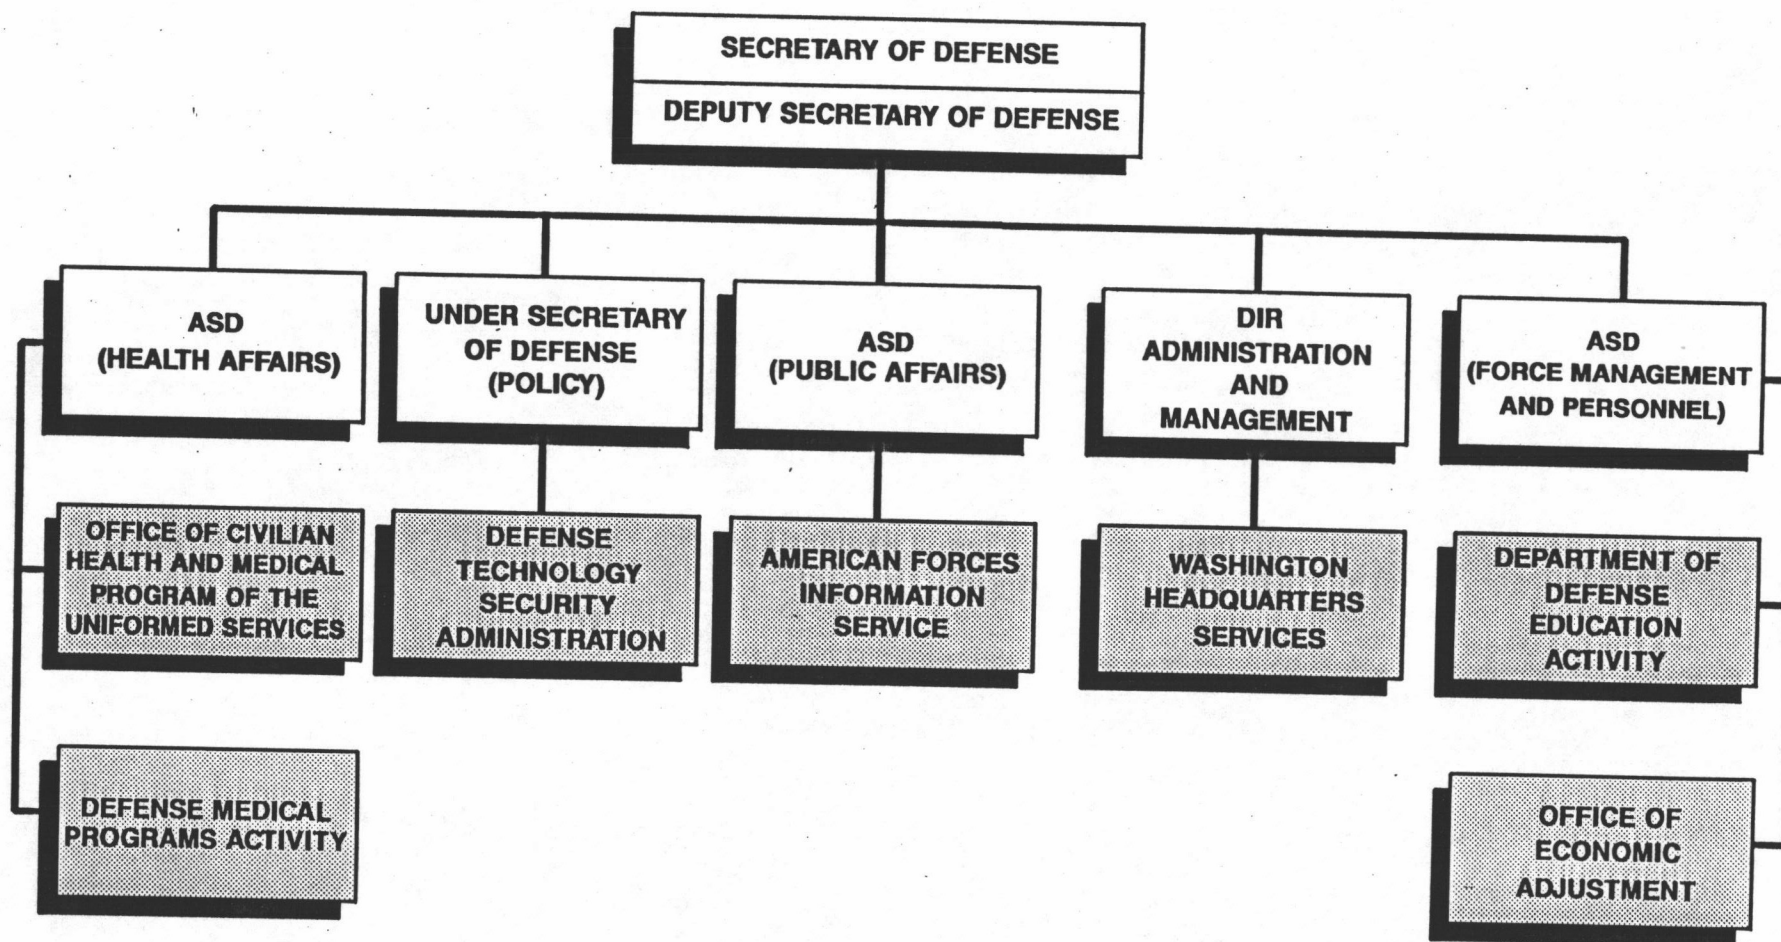 SECRETARY OF DEFENSE
DEPUTY SECRETARY OF DEFENSE
ASD
(HEALTH AFFAIRS)
UNDER SECRETARY
OF DEFENSE
(POLICY)
ASD
(PUBLIC AFFAIRS)
DIR
ADMINISTRATION
AND
MANAGEMENT
ASD
(FORCE MANAGEMENT
AND PERSONNEL)
OFFICE OF CIVILIAN
HEALTH AND MEDICAL
PROGRAM OF THE
UNIFORMED SERVICES
DEFENSE
TECHNOLOGY
SECURITY
ADMINISTRATION
AMERICAN FORCES
INFORMATION
SERVICE
WASHINGTON
HEADQUARTERS
SERVICES
DEPARTMENT OF
DEFENSE
EDUCATION
ACTIVITY
DEFENSE MEDICAL
PROGRAMS ACTIVITY
OFFICE OF
ECONOMIC
ADJUSTMENT